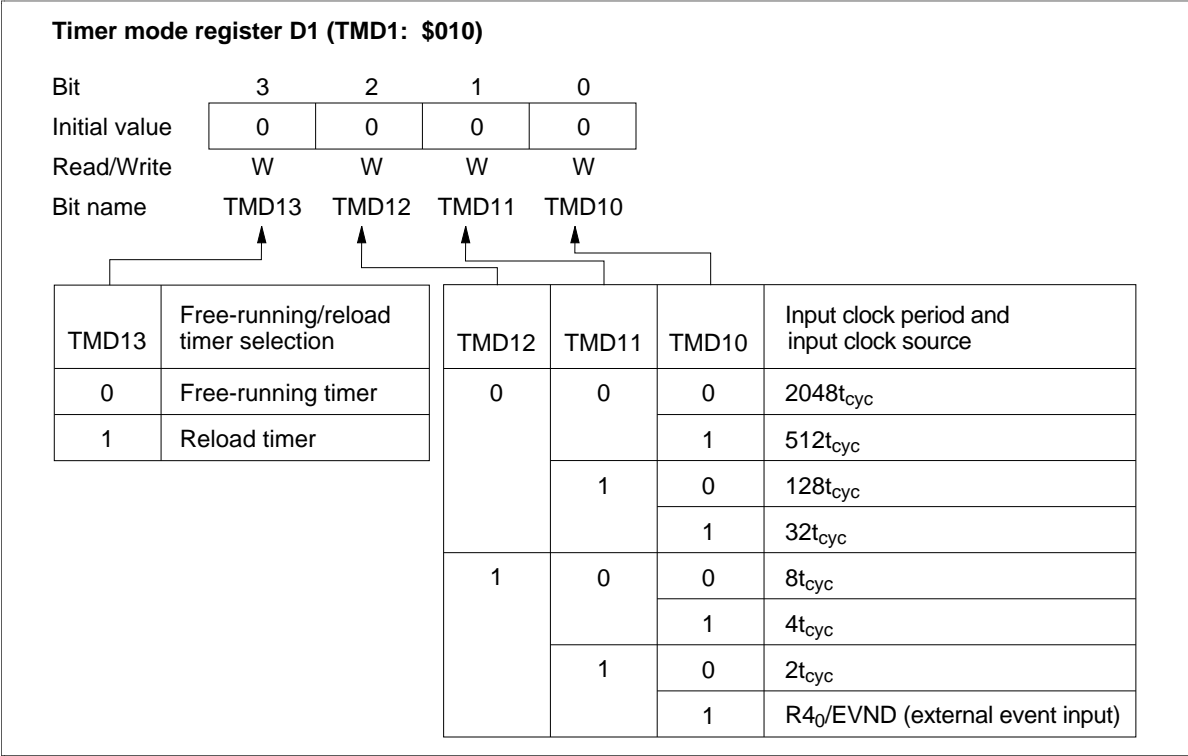 Timer mode register D1 (TMD1: $010)
Bit 3 2 1 0
Initial value 0 0 0 0
Read/Write W W W W
Bit name TMD13 TMD12 TMD11 TMD10
TMD13 Free-running/reload timer selection
0 Free-running timer
1 Reload timer
TMD12 TMD11 TMD10 Input clock period and input clock source
0 0 0 2048tcyc
1 512tcyc
1 0 128tcyc
1 32tcyc
1 0 0 8tcyc
1 4tcyc
1 0 2tcyc
1 R40/EVND (external event input)